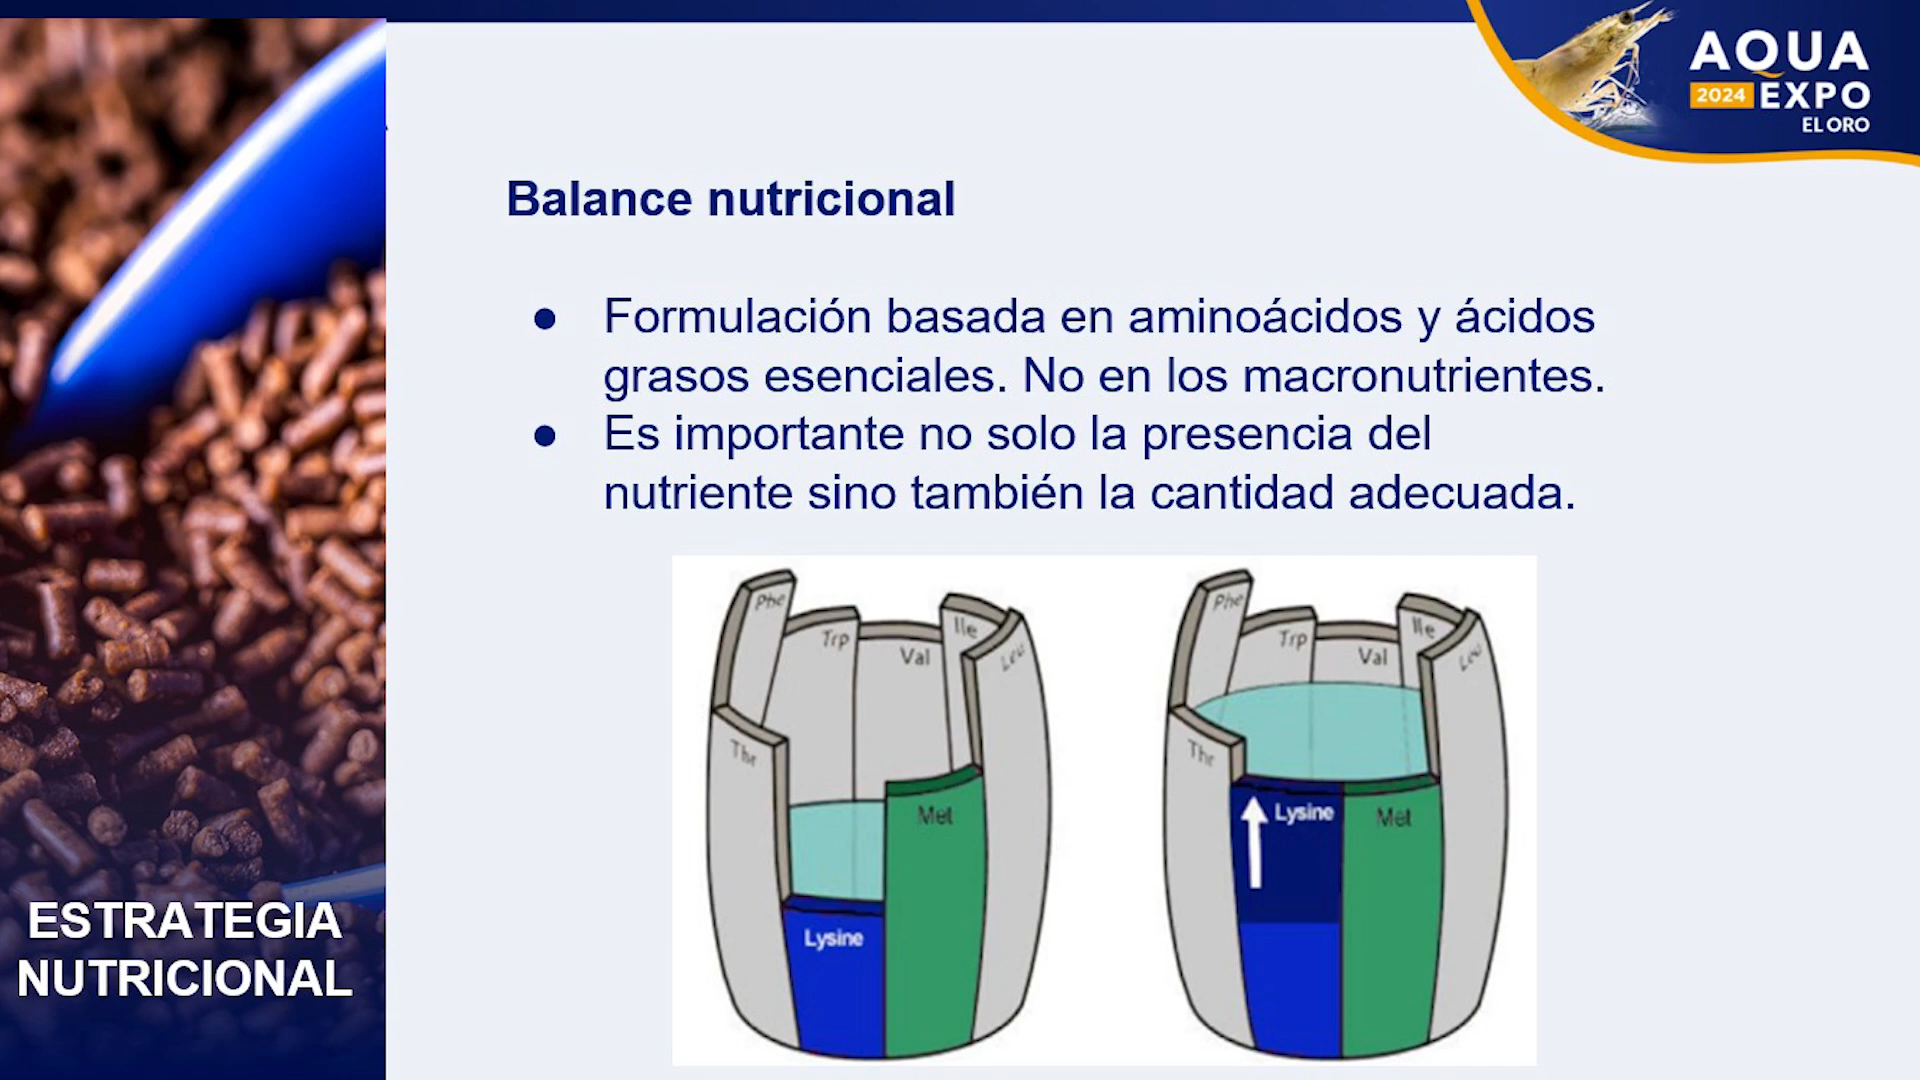 AQUA
2024 EXPO
EL ORO
Balance nutricional
● Formulación basada en aminoácidos y ácidos
grasos esenciales. No en los macronutrientes.
● Es importante no solo la presencia del
nutriente sino también la cantidad adecuada.
Phe
Trp
Val
Ile
Leu
Thr
Met
Lysine
Phe
Trp
Val
Ile
Leu
Thr
Lysine
Met
ESTRATEGIA
NUTRICIONAL